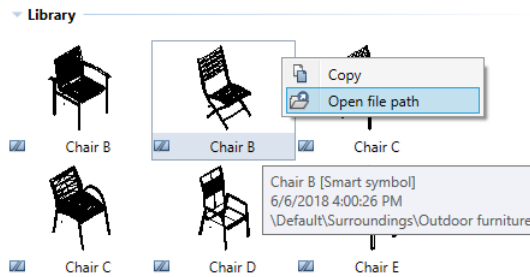 Library
Copy
Open file path
Chair B
Chair B
Chair C
Chair B [Smart symbol]
6/6/2018 4:00:26 PM
\Default\Surroundings\Outdoor furniture
Chair C
Chair D
Chair E